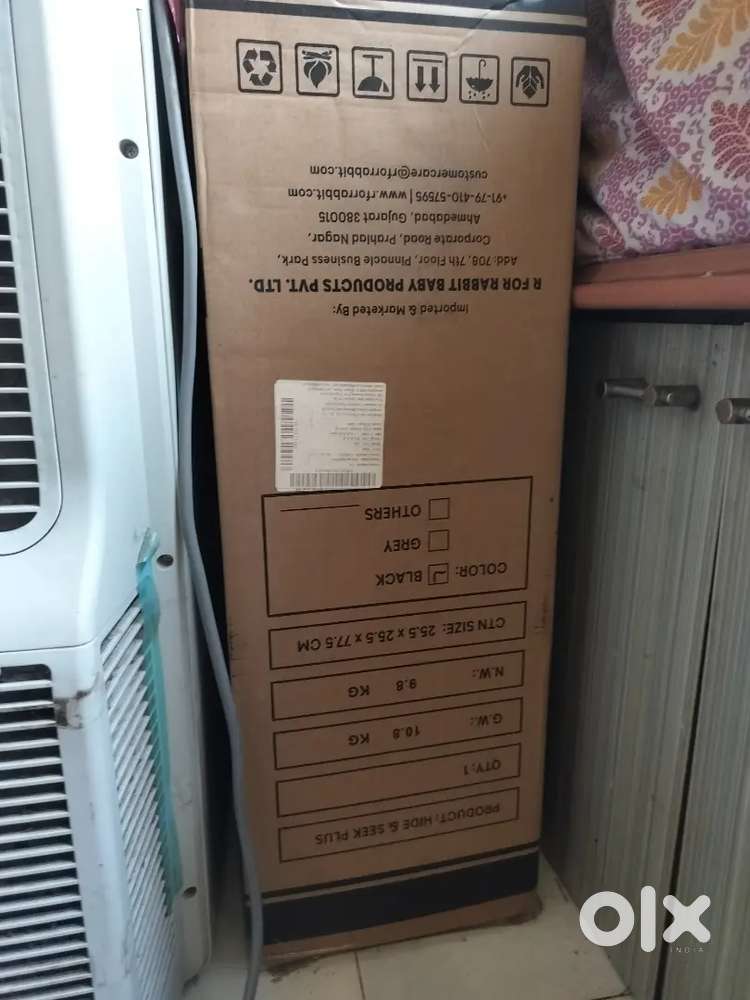 PRODUCT: HIDE & SEEK PLUS
QTY: 1
G.W.: 10.8 KG
N.W.: 9.8 KG
CTN SIZE: 25.5 x 25.5 x 77.5 CM
COLOR: BLACK
GREY
OTHERS
Imported & Marketed By:
R FOR RABBIT BABY PRODUCTS PVT. LTD.
Add: 708, 7th Floor, Pinnacle Business Park,
Corporate Road, Prahlad Nagar,
Ahmedabad, Gujarat 380015
+91-79-410-57595 | www.rforrabbit.com
customercare@rforrabbit.com
olx
INDIA